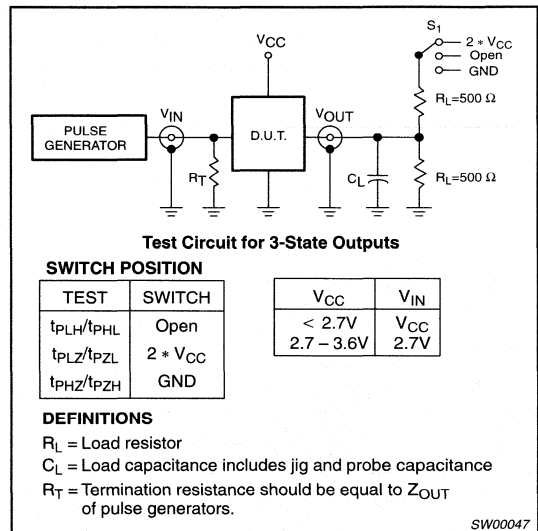 S1
2 * VCC
Open
GND
VCC
RL=500 Ω
VIN
VOUT
PULSE
GENERATOR
D.U.T.
RT
CL
RL=500 Ω
Test Circuit for 3-State Outputs
SWITCH POSITION
TEST SWITCH
tPLH/tPHL Open
tPLZ/tPZL 2 * VCC
tPHZ/tPZH GND
VCC VIN
< 2.7V VCC
2.7 – 3.6V 2.7V
DEFINITIONS
RL = Load resistor
CL = Load capacitance includes jig and probe capacitance
RT = Termination resistance should be equal to ZOUT
of pulse generators.
SW00047